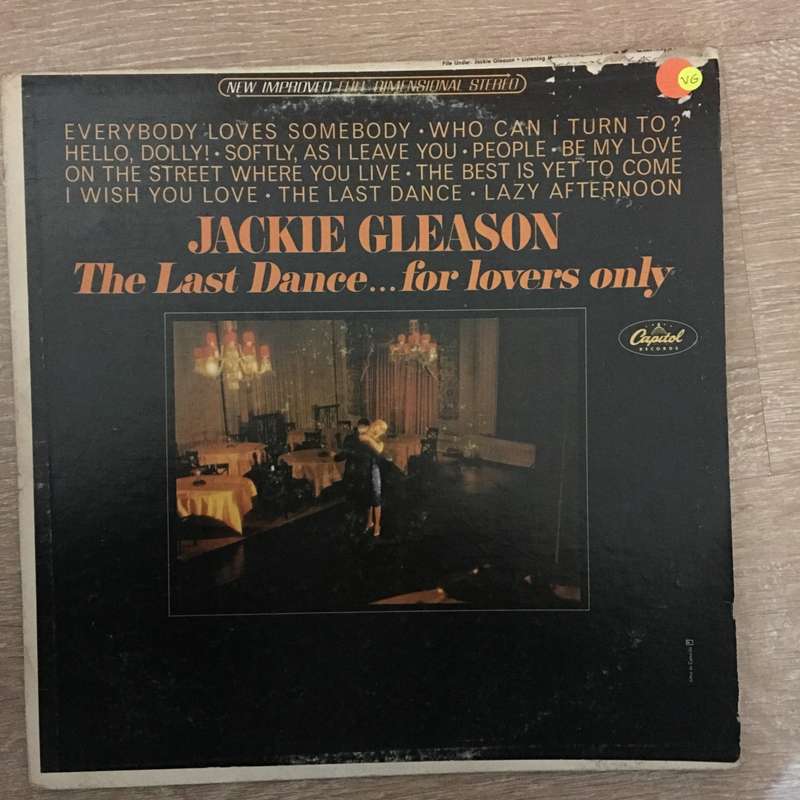 File Under: Jackie Gleason • Listening
VG
NEW IMPROVED FULL DIMENSIONAL STEREO
EVERYBODY LOVES SOMEBODY • WHO CAN I TURN TO?
HELLO, DOLLY! • SOFTLY, AS I LEAVE YOU • PEOPLE • BE MY LOVE
ON THE STREET WHERE YOU LIVE • THE BEST IS YET TO COME
I WISH YOU LOVE • THE LAST DANCE • LAZY AFTERNOON
JACKIE GLEASON
The Last Dance...for lovers only
Capitol
RECORDS